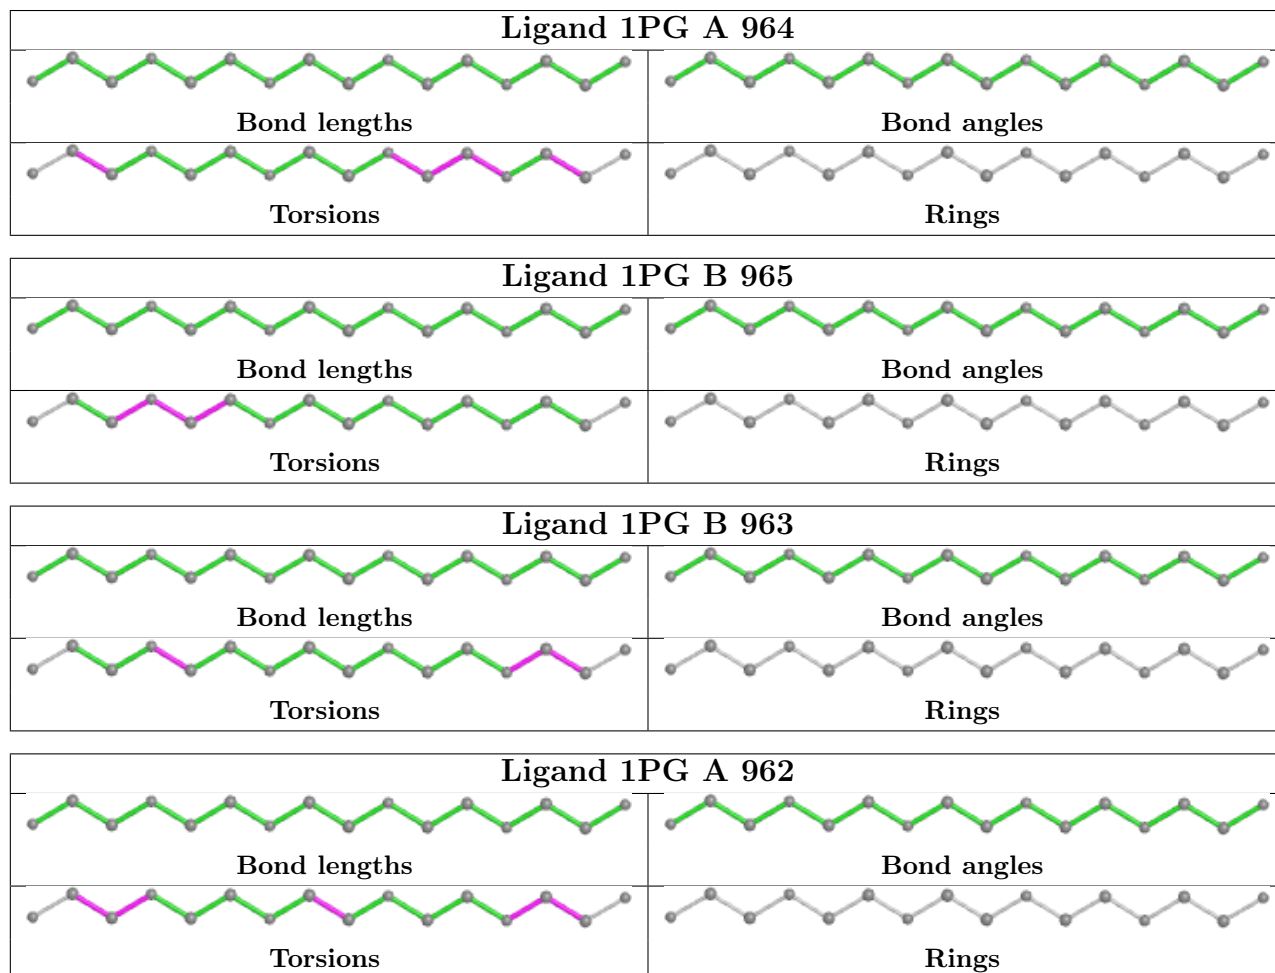 Ligand 1PG A 964
Bond lengths
Bond angles
Torsions
Rings
Ligand 1PG B 965
Bond lengths
Bond angles
Torsions
Rings
Ligand 1PG B 963
Bond lengths
Bond angles
Torsions
Rings
Ligand 1PG A 962
Bond lengths
Bond angles
Torsions
Rings